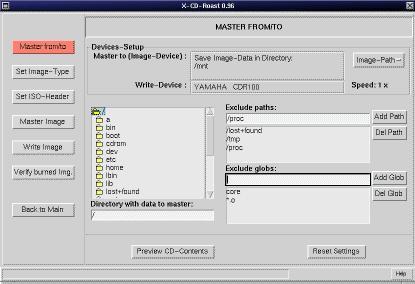 X-CD-Roast 0.96
MASTER FROM/TO
Master from/to
Set Image-Type
Set ISO-Header
Master Image
Write Image
Verify burned Img.
Back to Main
Devices-Setup
Master to (Image-Device) :
Save Image-Data in Directory:
/mnt
Image-Path
Write-Device :
YAMAHA CDR100
Speed: 1 x
/
a
bin
boot
cdrom
dev
etc
home
lbin
lib
lost+found
Directory with data to master:
/
Exclude paths:
/proc
Add Path
/lost+found
/tmp
/proc
Del Path
Exclude globs:
Add Glob
core
*.o
Del Glob
Preview CD-Contents
Reset Settings
Help